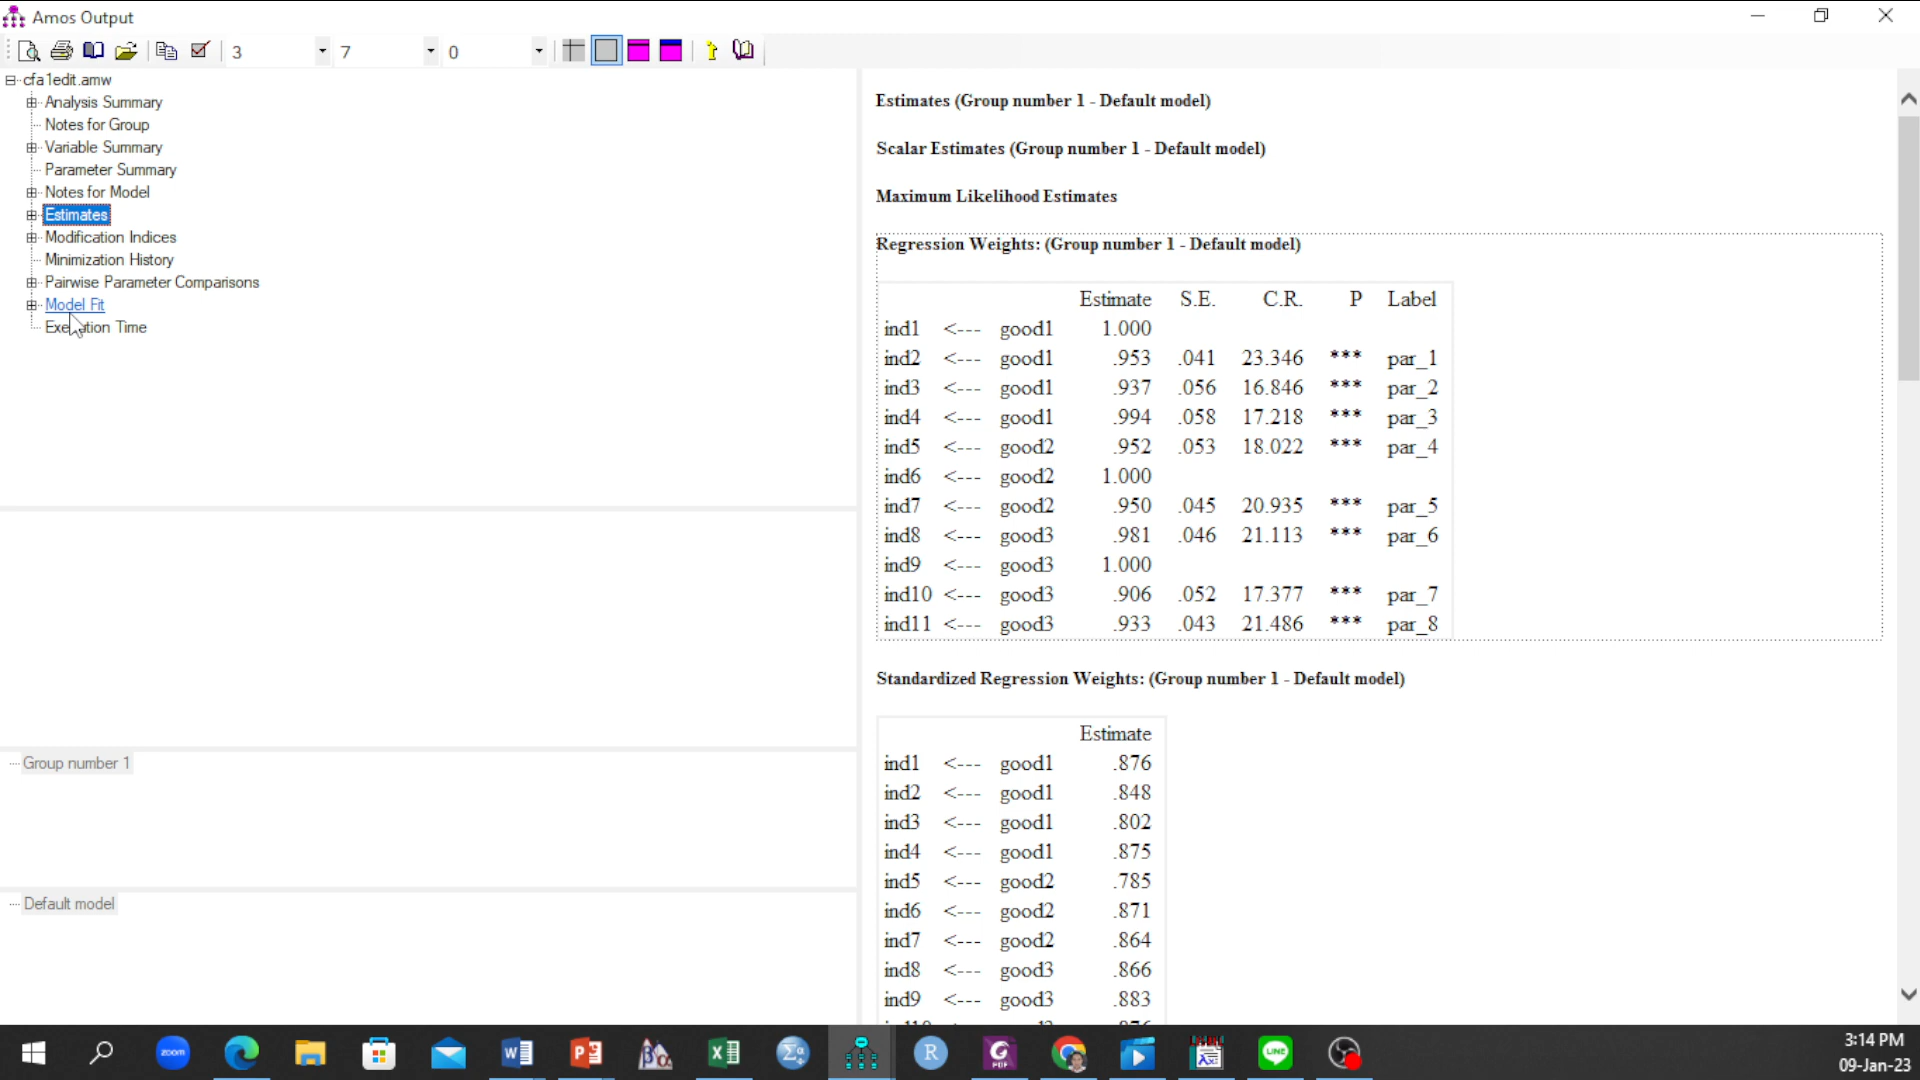 Amos Output
3 7 0
cfa1edit.amw
Analysis Summary
Notes for Group
Variable Summary
Parameter Summary
Notes for Model
Estimates
Modification Indices
Minimization History
Pairwise Parameter Comparisons
Model Fit
Execution Time
Group number 1
Default model
Estimates (Group number 1 - Default model)
Scalar Estimates (Group number 1 - Default model)
Maximum Likelihood Estimates
Regression Weights: (Group number 1 - Default model)
Estimate S.E. C.R. P Label
ind1 <--- good1 1.000
ind2 <--- good1 .953 .041 23.346 *** par_1
ind3 <--- good1 .937 .056 16.846 *** par_2
ind4 <--- good1 .994 .058 17.218 *** par_3
ind5 <--- good2 .952 .053 18.022 *** par_4
ind6 <--- good2 1.000
ind7 <--- good2 .950 .045 20.935 *** par_5
ind8 <--- good3 .981 .046 21.113 *** par_6
ind9 <--- good3 1.000
ind10 <--- good3 .906 .052 17.377 *** par_7
ind11 <--- good3 .933 .043 21.486 *** par_8
Standardized Regression Weights: (Group number 1 - Default model)
Estimate
ind1 <--- good1 .876
ind2 <--- good1 .848
ind3 <--- good1 .802
ind4 <--- good1 .875
ind5 <--- good2 .785
ind6 <--- good2 .871
ind7 <--- good2 .864
ind8 <--- good3 .866
ind9 <--- good3 .883
zoom
LINE
3:14 PM
09-Jan-23